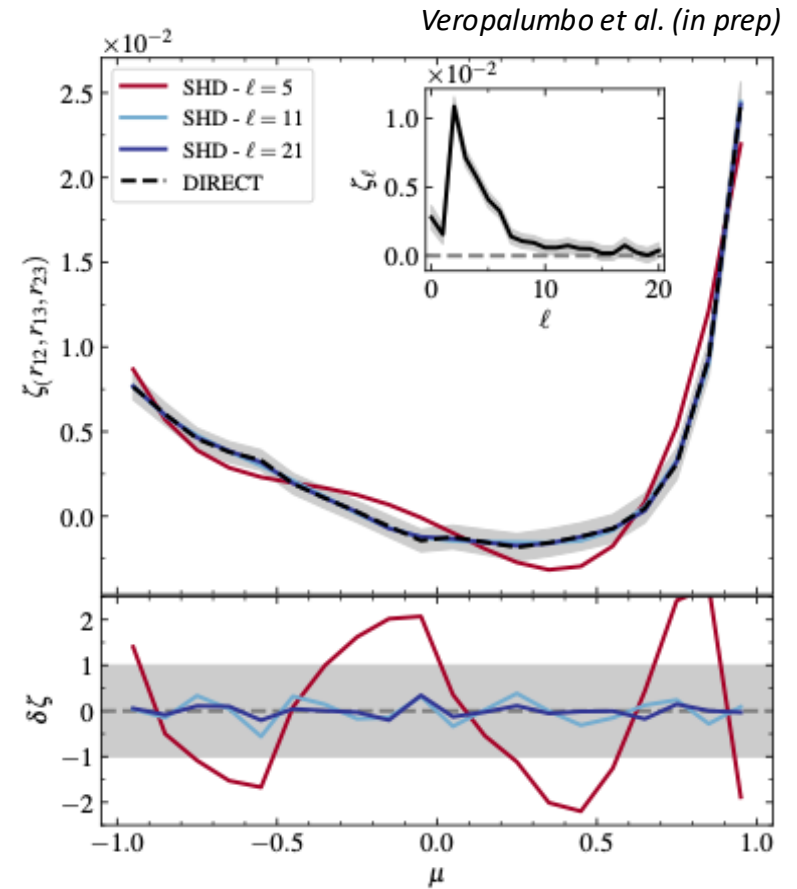 Veropalumbo et al. (in prep)
×10⁻²
SHD - ℓ = 5
SHD - ℓ = 11
SHD - ℓ = 21
DIRECT
2.5
2.0
1.5
1.0
0.5
0.0
ζ(r₁₂, r₁₃, r₂₃)
×10⁻²
1.0
0.5
0.0
ζℓ
0 10 20
ℓ
2
1
0
−1
−2
δζ
−1.0 −0.5 0.0 0.5 1.0
μ